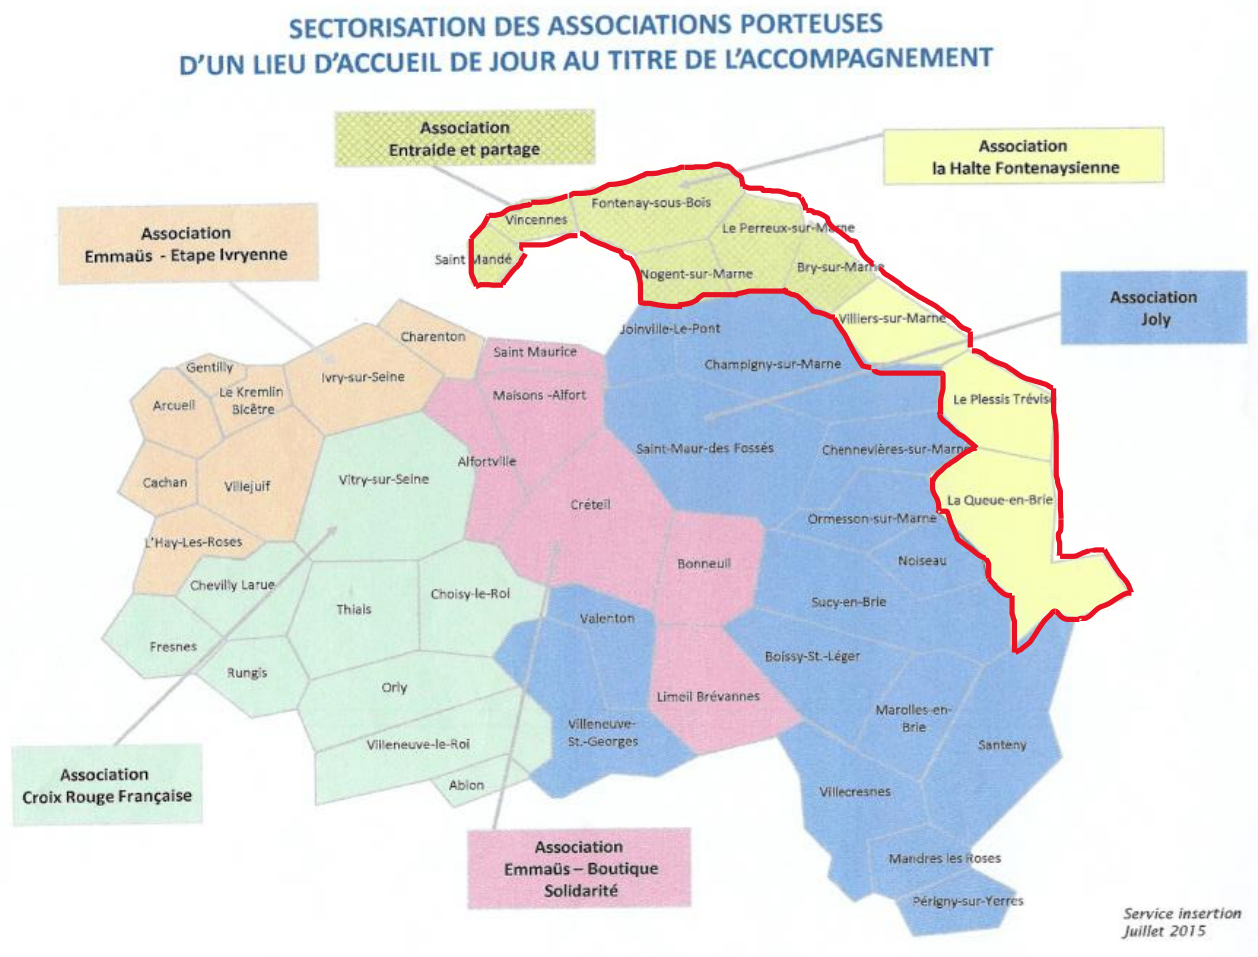 SECTORISATION DES ASSOCIATIONS PORTEUSES
D'UN LIEU D'ACCUEIL DE JOUR AU TITRE DE L'ACCOMPAGNEMENT
Association
Entraide et partage
Association
la Halte Fontenaysienne
Association
Emmaüs - Etape Ivryenne
Association
Joly
Fontenay-sous-Bois
Vincennes
Le Perreux-sur-Marne
Saint Mandé
Nogent-sur-Marne
Bry-sur-Marne
Villiers-sur-Marne
Joinville-Le-Pont
Charenton
Saint Maurice
Champigny-sur-Marne
Gentilly
Ivry-sur-Seine
Le Kremlin
Bicêtre
Maisons -Alfort
Arcueil
Le Plessis Trévise
Saint-Maur-des Fossés
Chennevières-sur-Marne
Alfortville
Cachan
Villejuif
Vitry-sur-Seine
La Queue-en-Brie
Créteil
Ormesson-sur-Marne
L'Hay-Les-Roses
Noiseau
Bonneuil
Chevilly Larue
Choisy-le-Roi
Sucy-en-Brie
Thiais
Valenton
Fresnes
Boissy-St.-Léger
Rungis
Orly
Limeil Brévannes
Marolles-en-
Brie
Villeneuve-
St.-Georges
Villeneuve-le-Roi
Santeny
Ablon
Villecresnes
Association
Croix Rouge Française
Association
Emmaüs – Boutique
Solidarité
Mandres les Roses
Périgny-sur-Yerres
Service insertion
Juillet 2015